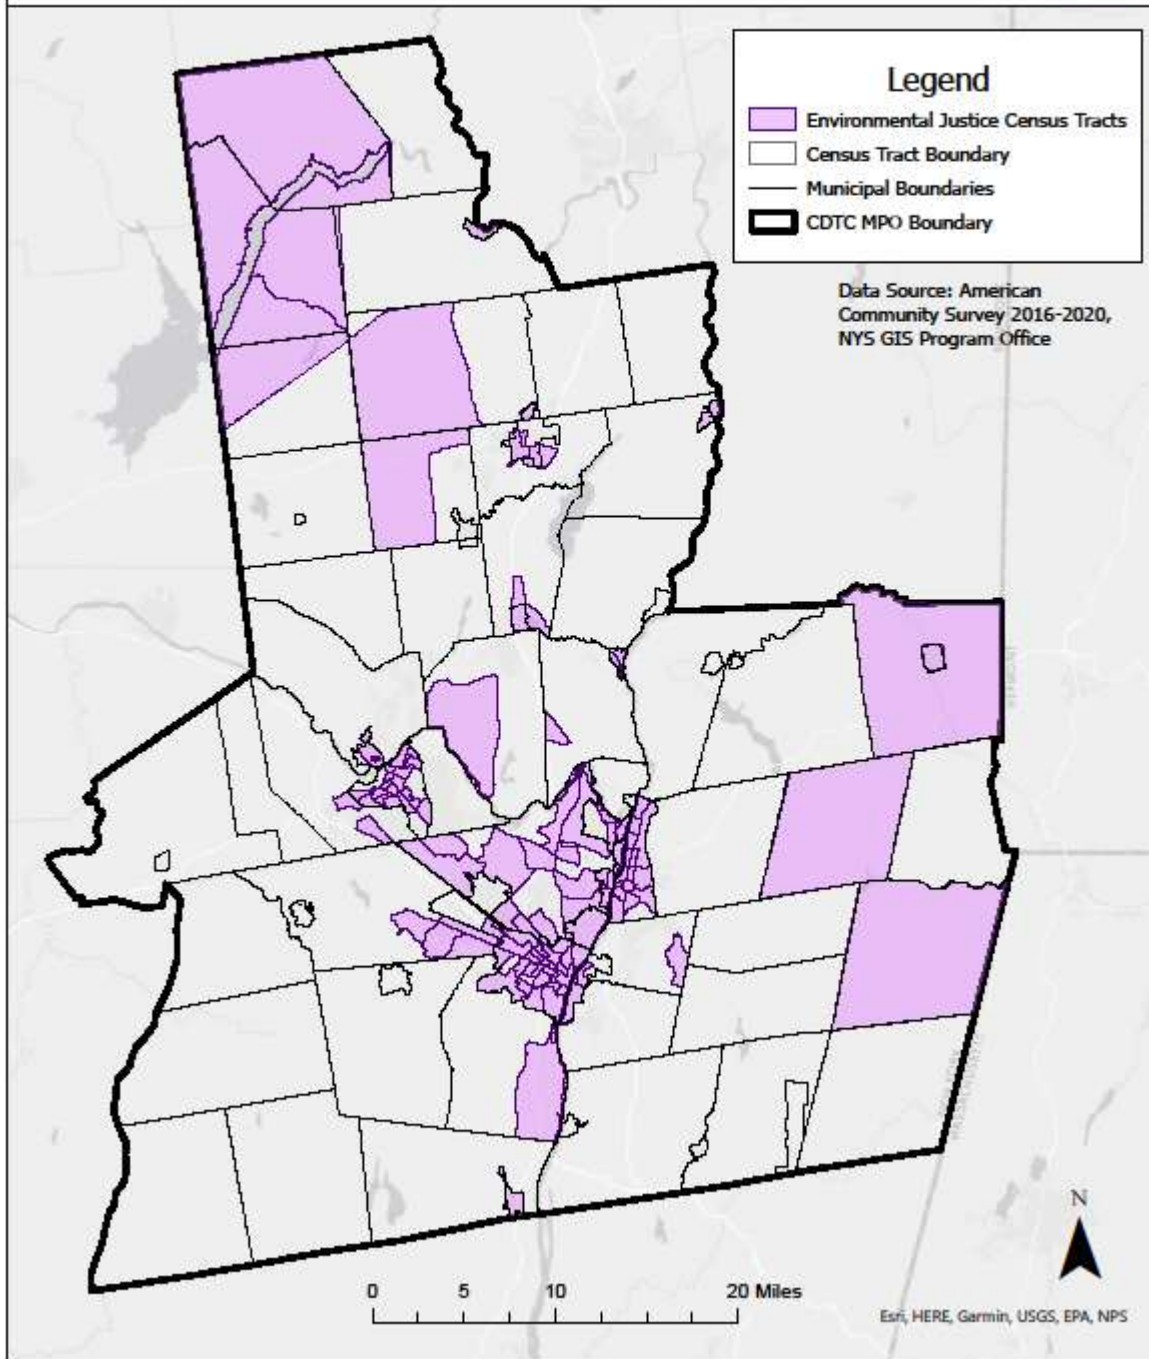 Legend
Environmental Justice Census Tracts
Census Tract Boundary
Municipal Boundaries
CDTC MPO Boundary
Data Source: American
Community Survey 2016-2020,
NYS GIS Program Office
N
0 5 10 20 Miles
Esri, HERE, Garmin, USGS, EPA, NPS